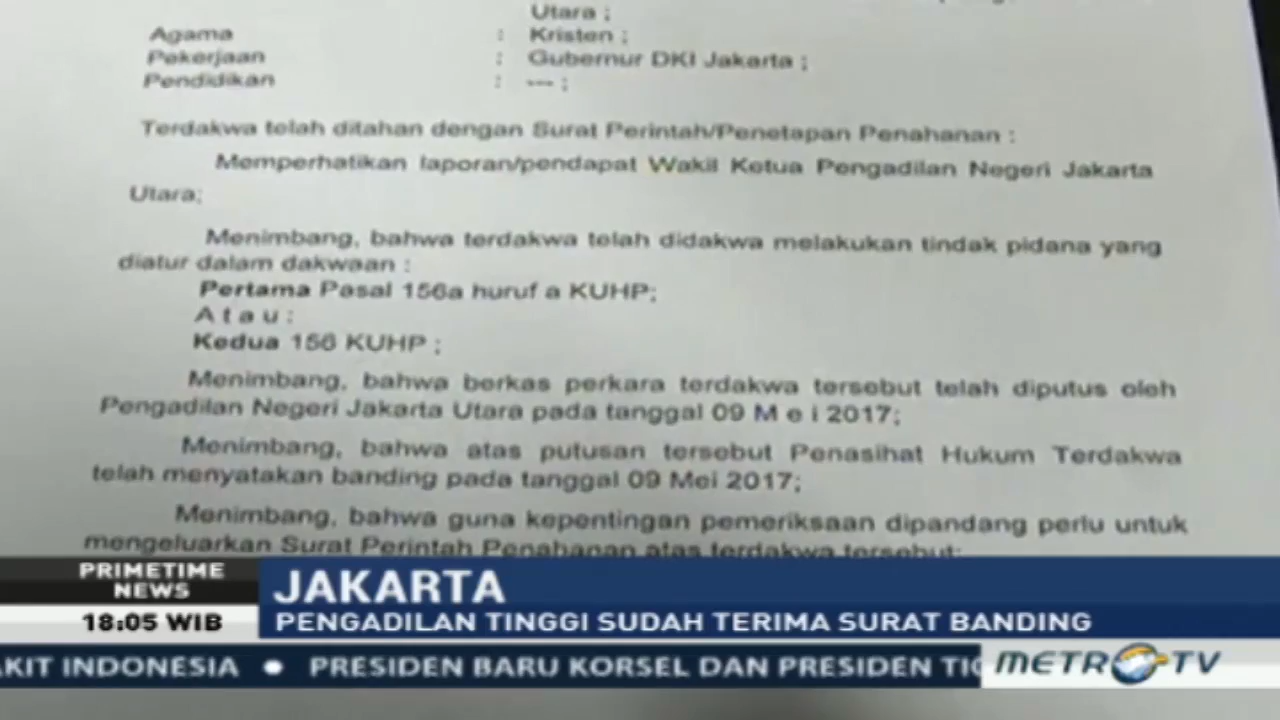 Utara ;
Agama : Kristen ;
Pekerjaan : Gubernur DKI Jakarta ;
Pendidikan : --- ;
Terdakwa telah ditahan dengan Surat Perintah/Penetapan Penahanan :
Memperhatikan laporan/pendapat Wakil Ketua Pengadilan Negeri Jakarta
Utara;
Menimbang, bahwa terdakwa telah didakwa melakukan tindak pidana yang
diatur dalam dakwaan :
Pertama Pasal 156a huruf a KUHP;
A t a u :
Kedua 156 KUHP ;
Menimbang, bahwa berkas perkara terdakwa tersebut telah diputus oleh
Pengadilan Negeri Jakarta Utara pada tanggal 09 M e i 2017;
Menimbang, bahwa atas putusan tersebut Penasihat Hukum Terdakwa
telah menyatakan banding pada tanggal 09 Mei 2017;
Menimbang, bahwa guna kepentingan pemeriksaan dipandang perlu untuk
mengeluarkan Surat Perintah Penahanan atas terdakwa tersebut;
PRIMETIME
NEWS
18:05 WIB
JAKARTA
PENGADILAN TINGGI SUDAH TERIMA SURAT BANDING
AKIT INDONESIA ● PRESIDEN BARU KORSEL DAN PRESIDEN TIO
METRO TV